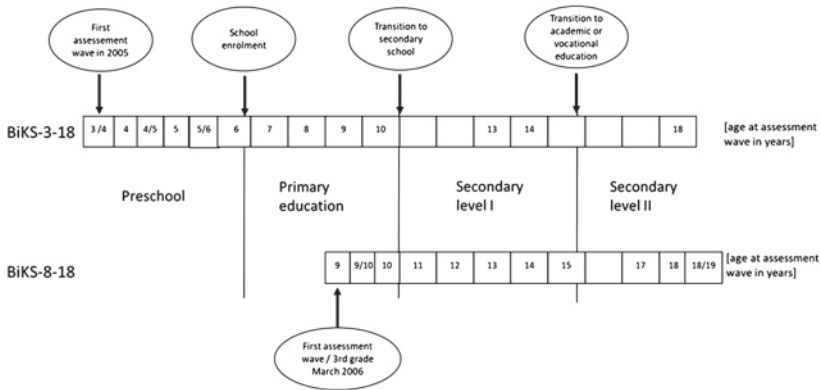 First
assessement
wave in 2005
School
enrolment
Transition to
secondary
school
Transition to
academic or
vocational
education
BiKS-3-18
3 /4 4 4/5 5 5/6 6 7 8 9 10 13 14 18
[age at assessment
wave in years]
Preschool
Primary
education
Secondary
level I
Secondary
level II
BiKS-8-18
9 9/10 10 11 12 13 14 15 17 18 18/19
[age at assessment
wave in years]
First assessment
wave / 3rd grade
March 2006